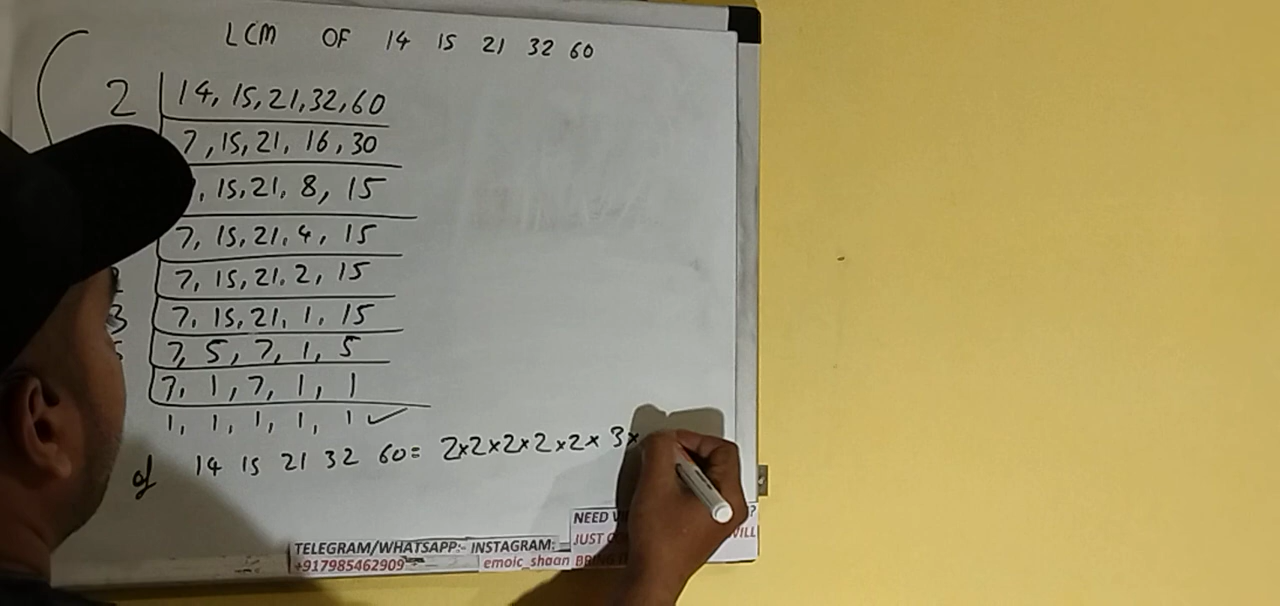 LCM OF 14 15 21 32 60
2 14, 15, 21, 32, 60
7, 15, 21, 16, 30
, 15, 21, 8, 15
7, 15, 21, 4, 15
7, 15, 21, 2, 15
3 7, 15, 21, 1, 15
7, 5, 7, 1, 5
7, 1, 7, 1, 1
1, 1, 1, 1, 1 ✓
of 14 15 21 32 60 = 2×2×2×2×2×3×
NEED ?
TELEGRAM/WHATSAPP:- INSTAGRAM: JUST WILL
+917985462909 emoic_shaan